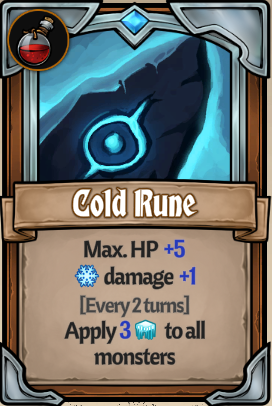 Cold Rune
Max. HP +5
damage +1
[Every 2 turns]
Apply 3 to all
monsters